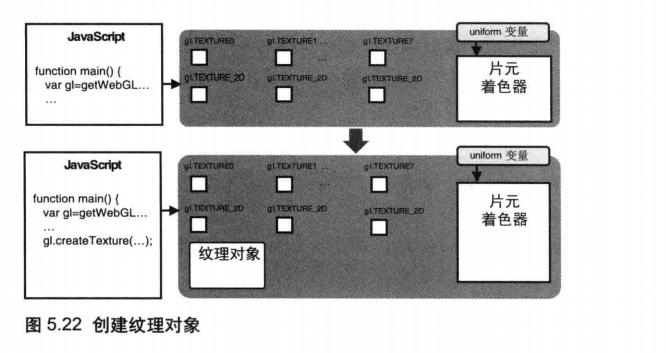 JavaScript
function main() {
var gl=getWebGL…
…
gl.TEXTURE0 gl.TEXTURE1 … gl.TEXTURE7
…
gl.TEXTURE_2D gl.TEXTURE_2D gl.TEXTURE_2D
uniform 变量
片元
着色器
JavaScript
function main() {
var gl=getWebGL…
…
gl.createTexture(…);
gl.TEXTURE0 gl.TEXTURE1 … gl.TEXTURE7
…
gl.TEXTURE_2D gl.TEXTURE_2D gl.TEXTURE_2D
纹理对象
uniform 变量
片元
着色器
图 5.22 创建纹理对象